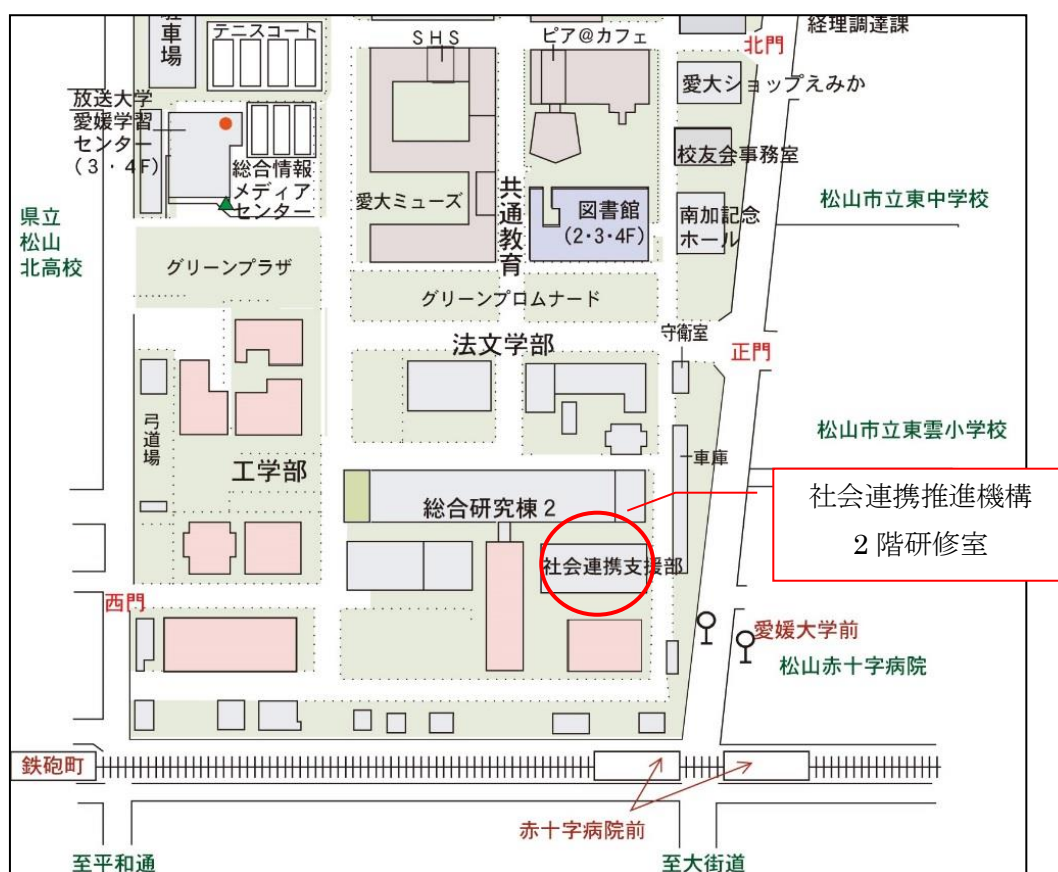 駐車場
テニスコート
SHS
ピア@カフェ
経理調達課
北門
放送大学
愛媛学習
センター
(3・4F)
総合情報
メディア
センター
愛大ミューズ
共通教育
図書館
(2・3・4F)
愛大ショップえみか
校友会事務室
南加記念
ホール
松山市立東中学校
県立
松山
北高校
グリーンプラザ
グリーンプロムナード
法文学部
守衛室
正門
弓道場
工学部
松山市立東雲小学校
車庫
総合研究棟2
社会連携推進機構
2階研修室
社会連携支援部
西門
愛媛大学前
松山赤十字病院
鉄砲町
赤十字病院前
至平和通
至大街道